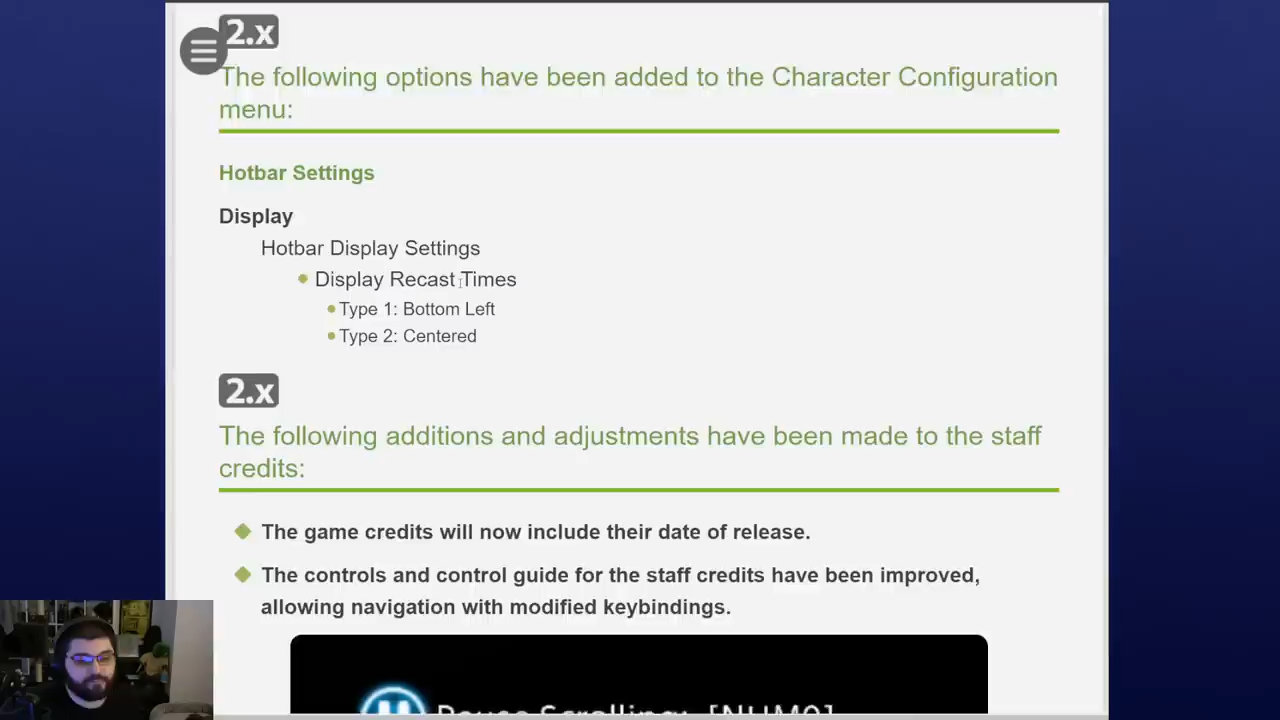 2.x
The following options have been added to the Character Configuration
menu:
Hotbar Settings
Display
Hotbar Display Settings
Display Recast Times
Type 1: Bottom Left
Type 2: Centered
2.x
The following additions and adjustments have been made to the staff
credits:
The game credits will now include their date of release.
The controls and control guide for the staff credits have been improved,
allowing navigation with modified keybindings.
Pause Scrolling: [NUM0]